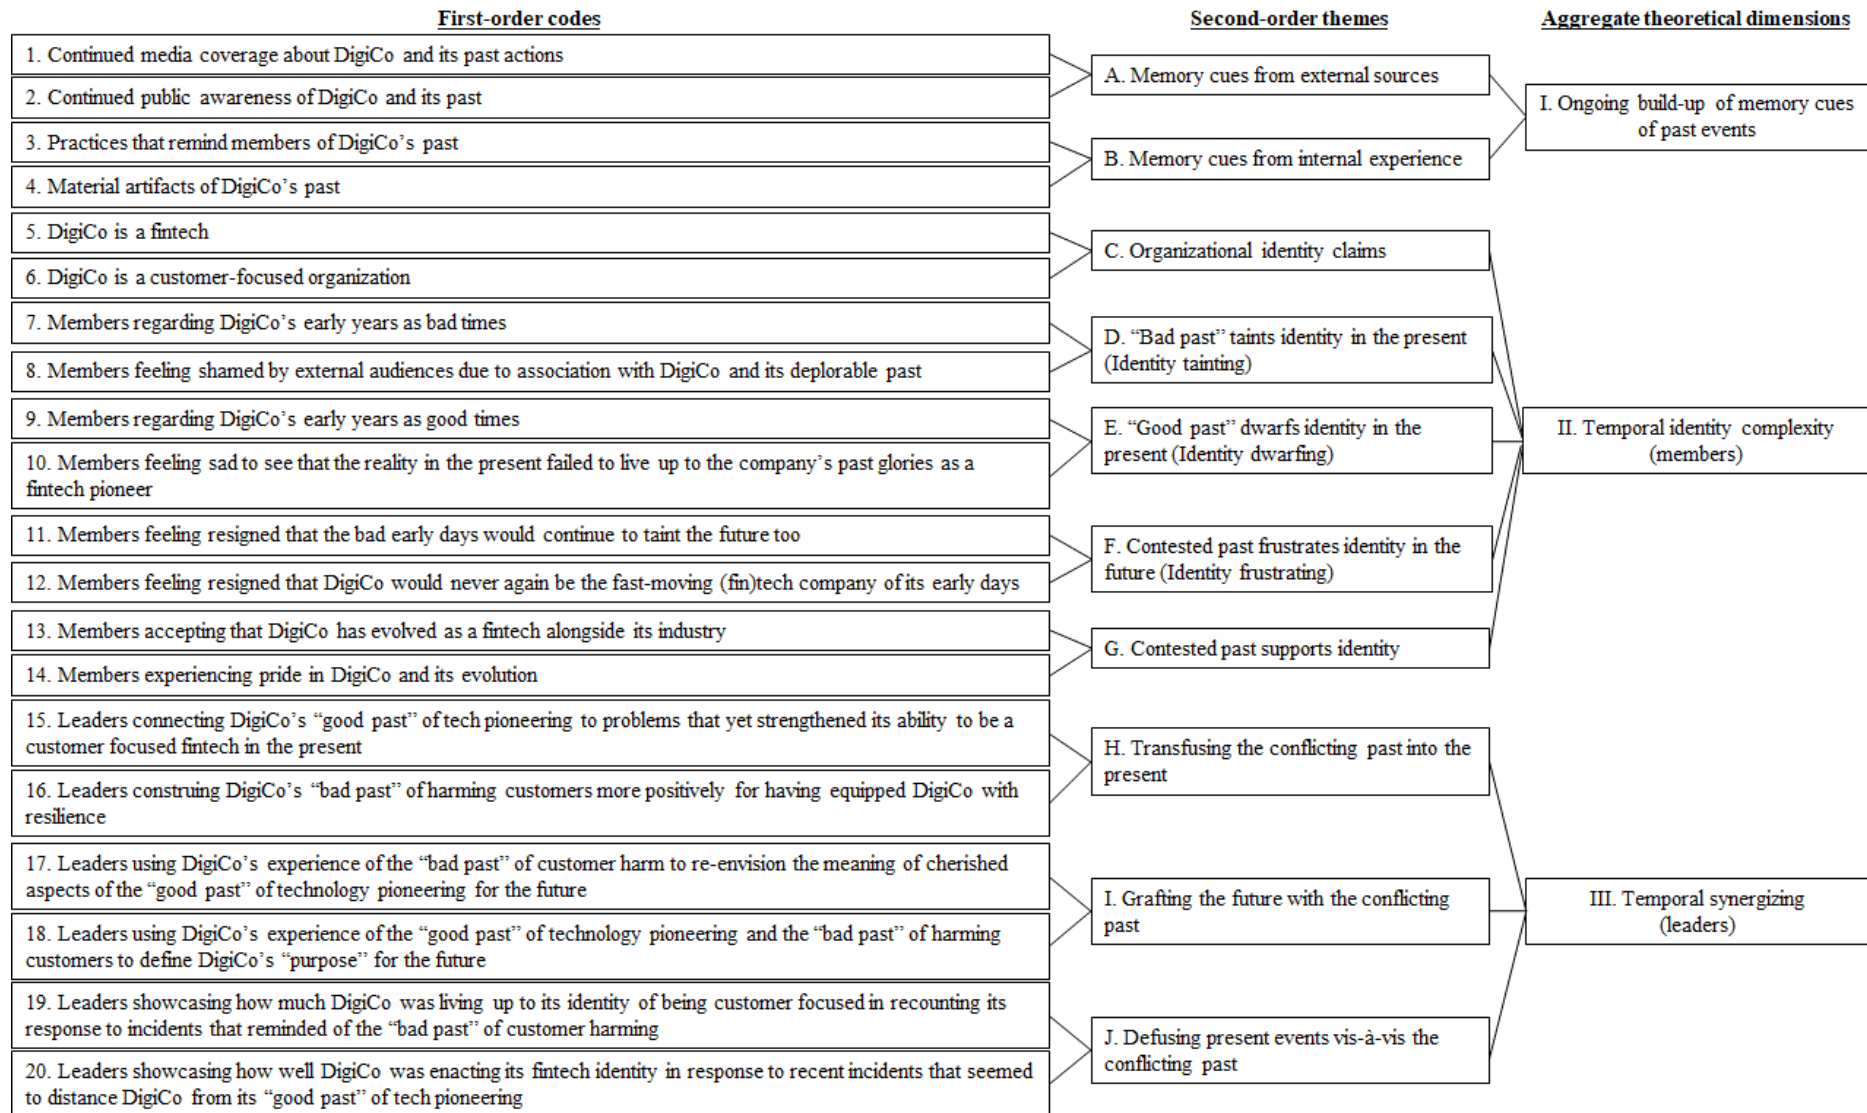 First-order codes
Second-order themes
Aggregate theoretical dimensions
1. Continued media coverage about DigiCo and its past actions
2. Continued public awareness of DigiCo and its past
3. Practices that remind members of DigiCo’s past
4. Material artifacts of DigiCo’s past
5. DigiCo is a fintech
6. DigiCo is a customer-focused organization
7. Members regarding DigiCo’s early years as bad times
8. Members feeling shamed by external audiences due to association with DigiCo and its deplorable past
9. Members regarding DigiCo’s early years as good times
10. Members feeling sad to see that the reality in the present failed to live up to the company’s past glories as a
fintech pioneer
11. Members feeling resigned that the bad early days would continue to taint the future too
12. Members feeling resigned that DigiCo would never again be the fast-moving (fin)tech company of its early days
13. Members accepting that DigiCo has evolved as a fintech alongside its industry
14. Members experiencing pride in DigiCo and its evolution
15. Leaders connecting DigiCo’s “good past” of tech pioneering to problems that yet strengthened its ability to be a
customer focused fintech in the present
16. Leaders construing DigiCo’s “bad past” of harming customers more positively for having equipped DigiCo with
resilience
17. Leaders using DigiCo’s experience of the “bad past” of customer harm to re-envision the meaning of cherished
aspects of the “good past” of technology pioneering for the future
18. Leaders using DigiCo’s experience of the “good past” of technology pioneering and the “bad past” of harming
customers to define DigiCo’s “purpose” for the future
19. Leaders showcasing how much DigiCo was living up to its identity of being customer focused in recounting its
response to incidents that reminded of the “bad past” of customer harming
20. Leaders showcasing how well DigiCo was enacting its fintech identity in response to recent incidents that seemed
to distance DigiCo from its “good past” of tech pioneering
A. Memory cues from external sources
B. Memory cues from internal experience
C. Organizational identity claims
D. “Bad past” taints identity in the present
(Identity tainting)
E. “Good past” dwarfs identity in the
present (Identity dwarfing)
F. Contested past frustrates identity in the
future (Identity frustrating)
G. Contested past supports identity
H. Transfusing the conflicting past into the
present
I. Grafting the future with the conflicting
past
J. Defusing present events vis-à-vis the
conflicting past
I. Ongoing build-up of memory cues
of past events
II. Temporal identity complexity
(members)
III. Temporal synergizing
(leaders)